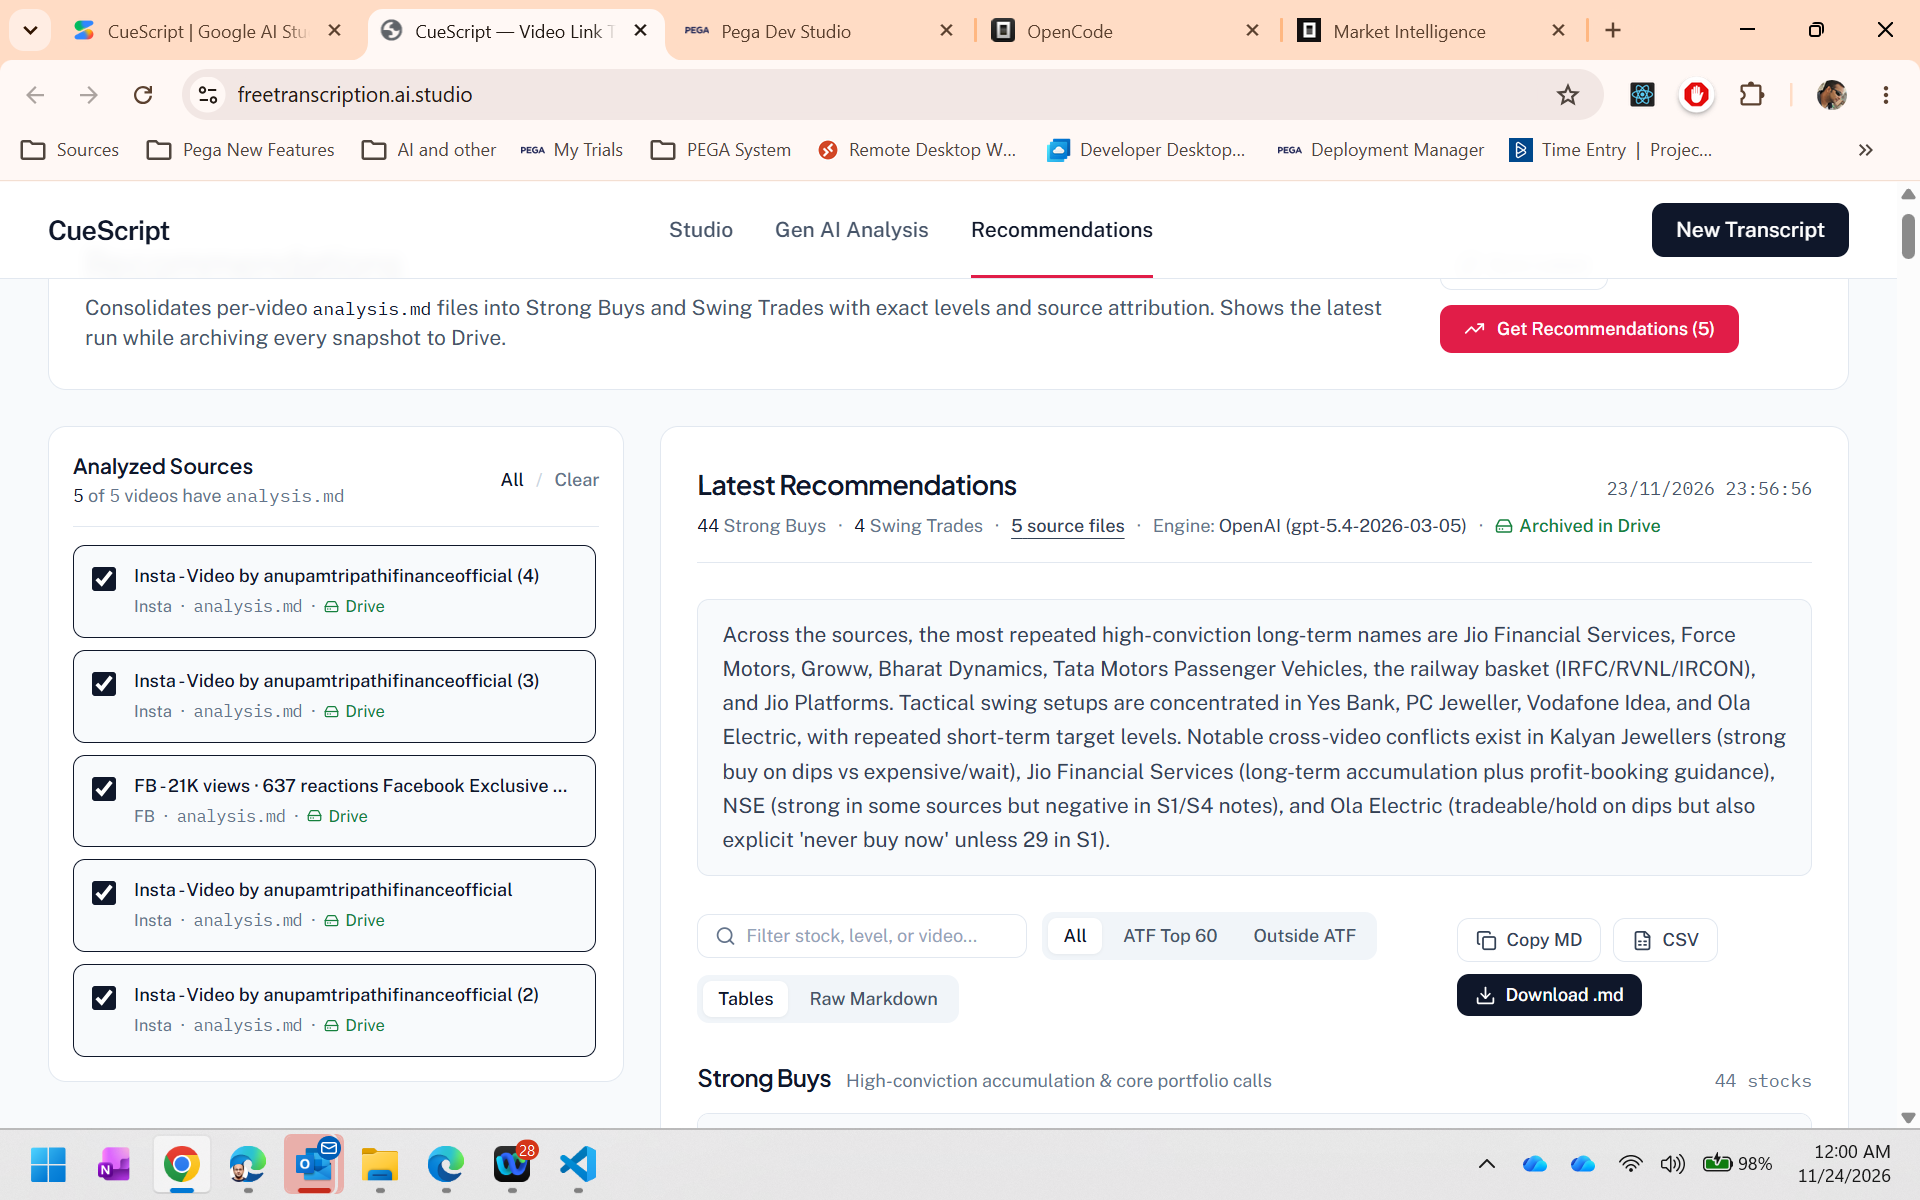 CueScript | Google AI Stu
CueScript — Video Link T
PEGA Pega Dev Studio
OpenCode
Market Intelligence
freetranscription.ai.studio
Sources
Pega New Features
AI and other
PEGA My Trials
PEGA System
Remote Desktop W...
Developer Desktop...
PEGA Deployment Manager
Time Entry | Projec...
CueScript
Studio
Gen AI Analysis
Recommendations
New Transcript
Consolidates per-video analysis.md files into Strong Buys and Swing Trades with exact levels and source attribution. Shows the latest
run while archiving every snapshot to Drive.
Get Recommendations (5)
Analyzed Sources
5 of 5 videos have analysis.md
All / Clear
Insta - Video by anupamtripathifinanceofficial (4)
Insta · analysis.md · Drive
Insta - Video by anupamtripathifinanceofficial (3)
Insta · analysis.md · Drive
FB - 21K views · 637 reactions Facebook Exclusive ...
FB · analysis.md · Drive
Insta - Video by anupamtripathifinanceofficial
Insta · analysis.md · Drive
Insta - Video by anupamtripathifinanceofficial (2)
Insta · analysis.md · Drive
Latest Recommendations
23/11/2026 23:56:56
44 Strong Buys · 4 Swing Trades · 5 source files · Engine: OpenAI (gpt-5.4-2026-03-05) · Archived in Drive
Across the sources, the most repeated high-conviction long-term names are Jio Financial Services, Force
Motors, Groww, Bharat Dynamics, Tata Motors Passenger Vehicles, the railway basket (IRFC/RVNL/IRCON),
and Jio Platforms. Tactical swing setups are concentrated in Yes Bank, PC Jeweller, Vodafone Idea, and Ola
Electric, with repeated short-term target levels. Notable cross-video conflicts exist in Kalyan Jewellers (strong
buy on dips vs expensive/wait), Jio Financial Services (long-term accumulation plus profit-booking guidance),
NSE (strong in some sources but negative in S1/S4 notes), and Ola Electric (tradeable/hold on dips but also
explicit 'never buy now' unless 29 in S1).
Filter stock, level, or video...
All
ATF Top 60
Outside ATF
Copy MD
CSV
Tables
Raw Markdown
Download .md
Strong Buys High-conviction accumulation & core portfolio calls
44 stocks
28
98%
12:00 AM
11/24/2026